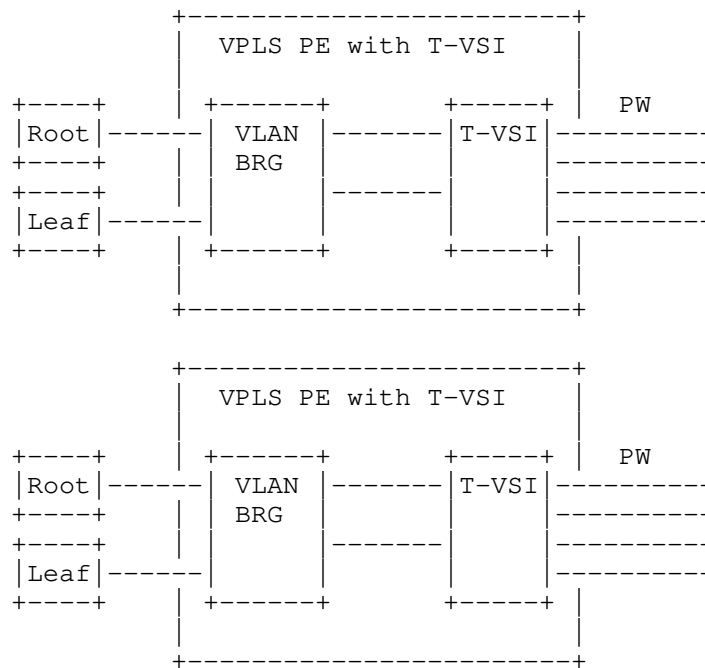 VPLS PE with T-VSI
PW
Root VLAN T-VSI
BRG
Leaf
VPLS PE with T-VSI
PW
Root VLAN T-VSI
BRG
Leaf